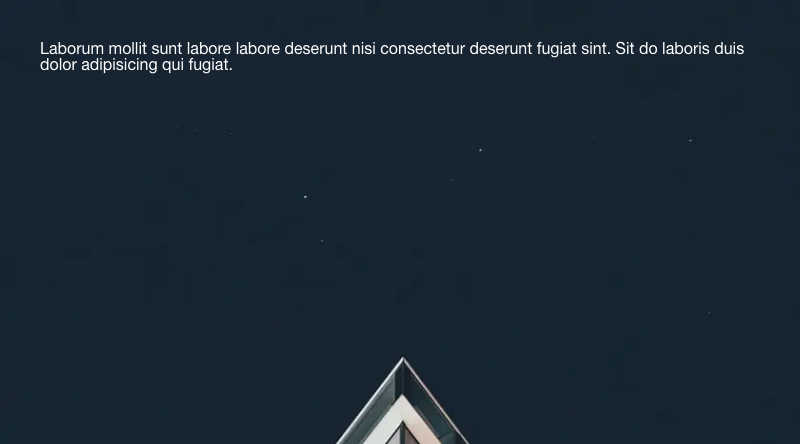 Laborum mollit sunt labore labore deserunt nisi consectetur deserunt fugiat sint. Sit do laboris duis
dolor adipisicing qui fugiat.